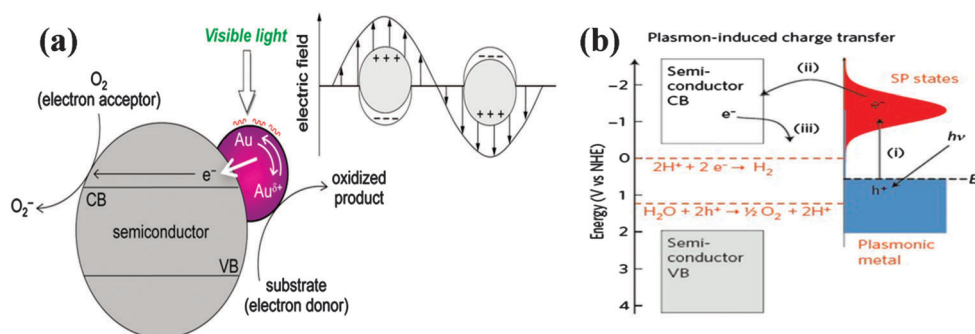 (a)
Visible light
O₂
(electron acceptor)
Au
Au^δ+
e⁻
CB
O₂⁻
semiconductor
VB
oxidized
product
substrate
(electron donor)
electric field
+ + +
– – –
– – –
+ + +
(b)
Plasmon-induced charge transfer
Energy (V vs NHE)
–2
–1
0
1
2
3
4
Semi-
conductor
CB
e⁻
(ii)
(iii)
SP states
e⁻
(i)
hν
2H⁺ + 2 e⁻→ H₂
h⁺
H₂O + 2h⁺→ ½ O₂ + 2H⁺
Semi-
conductor
VB
Plasmonic
metal